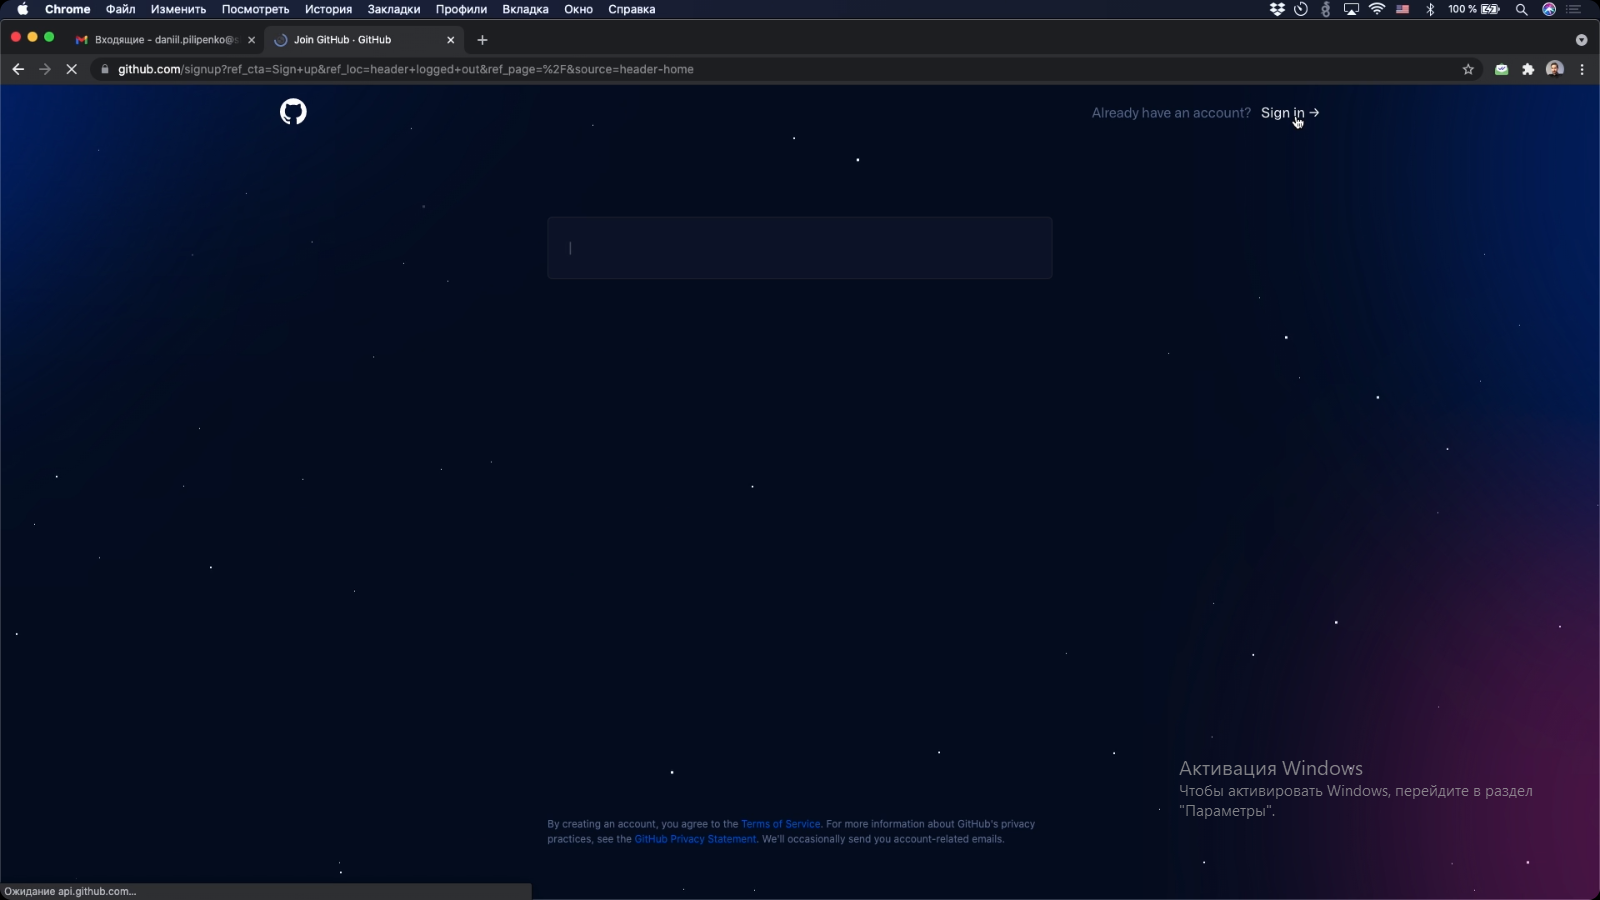 Chrome Файл Изменить Посмотреть История Закладки Профили Вкладка Окно Справка 100 %
Входящие - daniil.pilipenko@ Join GitHub · GitHub
github.com/signup?ref_cta=Sign+up&ref_loc=header+logged+out&ref_page=%2F&source=header-home
Already have an account? Sign in →
By creating an account, you agree to the Terms of Service. For more information about GitHub's privacy
practices, see the GitHub Privacy Statement. We'll occasionally send you account-related emails.
Активация Windows
Чтобы активировать Windows, перейдите в раздел
"Параметры".
Ожидание api.github.com...